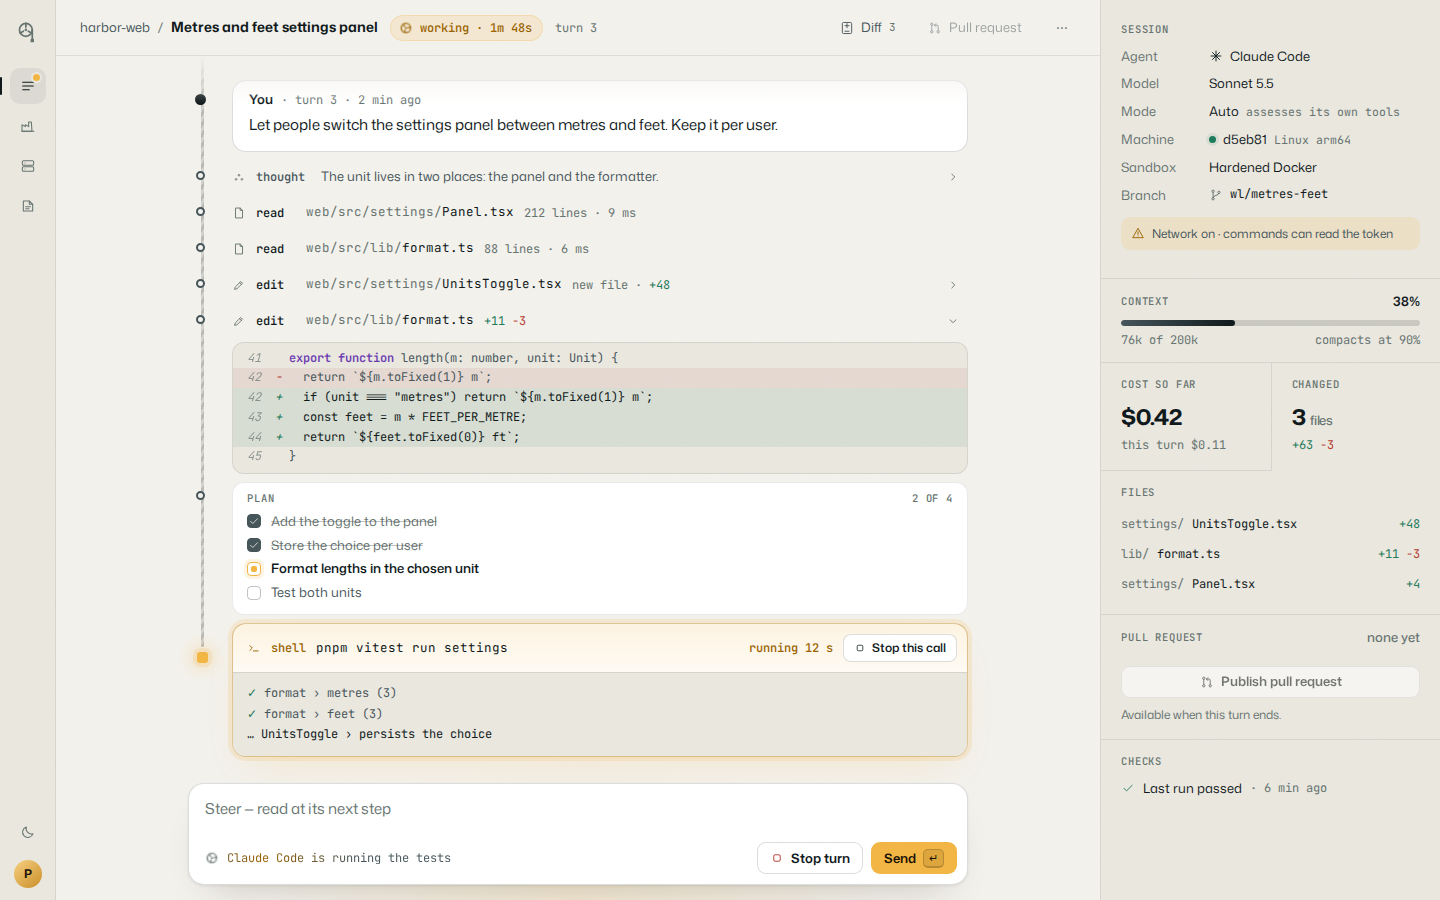 harbor-web / Metres and feet settings panel working · 1m 48s turn 3
Diff 3 Pull request ···
You · turn 3 · 2 min ago
Let people switch the settings panel between metres and feet. Keep it per user.
thought The unit lives in two places: the panel and the formatter.
read web/src/settings/Panel.tsx 212 lines · 9 ms
read web/src/lib/format.ts 88 lines · 6 ms
edit web/src/settings/UnitsToggle.tsx new file · +48
edit web/src/lib/format.ts +11 -3
41 export function length(m: number, unit: Unit) {
42 - return `${m.toFixed(1)} m`;
42 + if (unit === "metres") return `${m.toFixed(1)} m`;
43 + const feet = m * FEET_PER_METRE;
44 + return `${feet.toFixed(0)} ft`;
45 }
PLAN 2 OF 4
Add the toggle to the panel
Store the choice per user
Format lengths in the chosen unit
Test both units
shell pnpm vitest run settings running 12 s Stop this call
✓ format › metres (3)
✓ format › feet (3)
… UnitsToggle › persists the choice
Steer — read at its next step
Claude Code is running the tests Stop turn Send ↵
P
SESSION
Agent Claude Code
Model Sonnet 5.5
Mode Auto assesses its own tools
Machine d5eb81 Linux arm64
Sandbox Hardened Docker
Branch wl/metres-feet
Network on · commands can read the token
CONTEXT 38%
76k of 200k compacts at 90%
COST SO FAR
$0.42
this turn $0.11
CHANGED
3 files
+63 -3
FILES
settings/ UnitsToggle.tsx +48
lib/ format.ts +11 -3
settings/ Panel.tsx +4
PULL REQUEST none yet
Publish pull request
Available when this turn ends.
CHECKS
Last run passed · 6 min ago